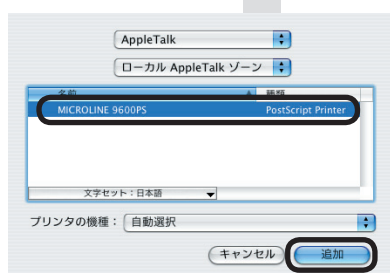 AppleTalk
ローカル AppleTalk ゾーン
名前 種類
MICROLINE 9600PS PostScript Printer
文字セット：日本語
プリンタの機種： 自動選択
キャンセル 追加